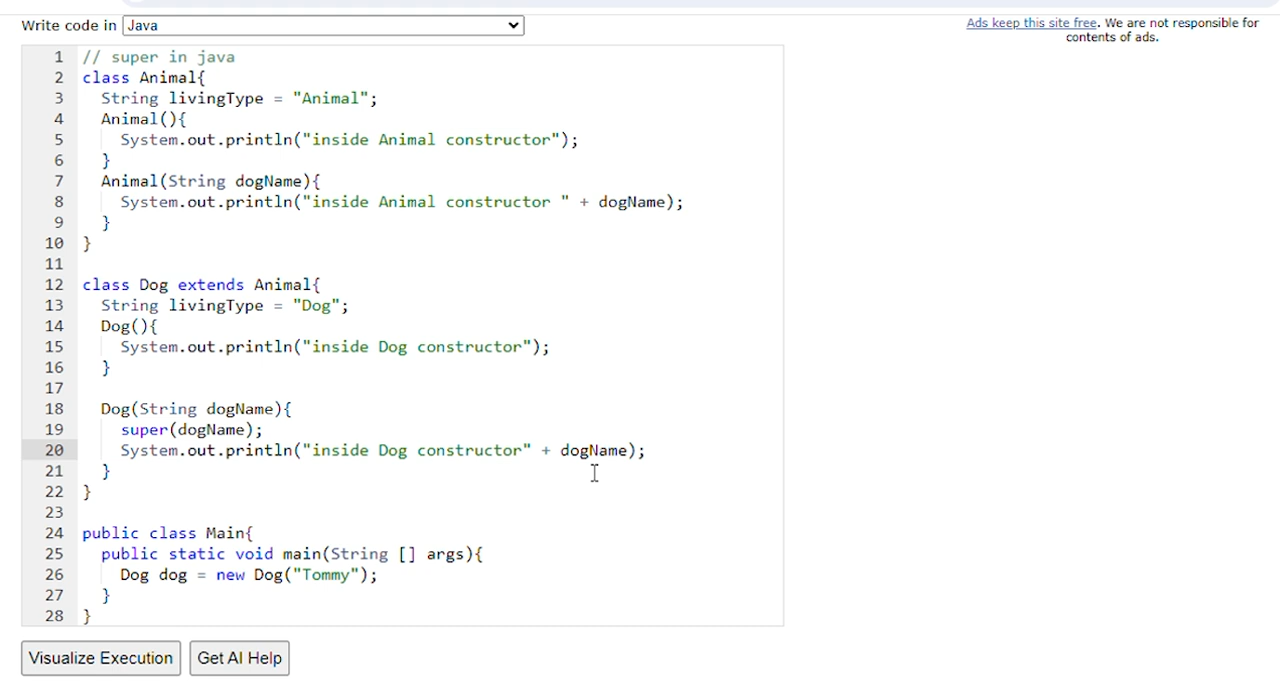 Write code in Java
Ads keep this site free. We are not responsible for
contents of ads.
1 // super in java
2 class Animal{
3   String livingType = "Animal";
4   Animal(){
5     System.out.println("inside Animal constructor");
6   }
7   Animal(String dogName){
8     System.out.println("inside Animal constructor " + dogName);
9   }
10 }
11
12 class Dog extends Animal{
13   String livingType = "Dog";
14   Dog(){
15     System.out.println("inside Dog constructor");
16   }
17
18   Dog(String dogName){
19     super(dogName);
20     System.out.println("inside Dog constructor" + dogName);
21   }
22 }
23
24 public class Main{
25   public static void main(String [] args){
26     Dog dog = new Dog("Tommy");
27   }
28 }
Visualize Execution Get AI Help